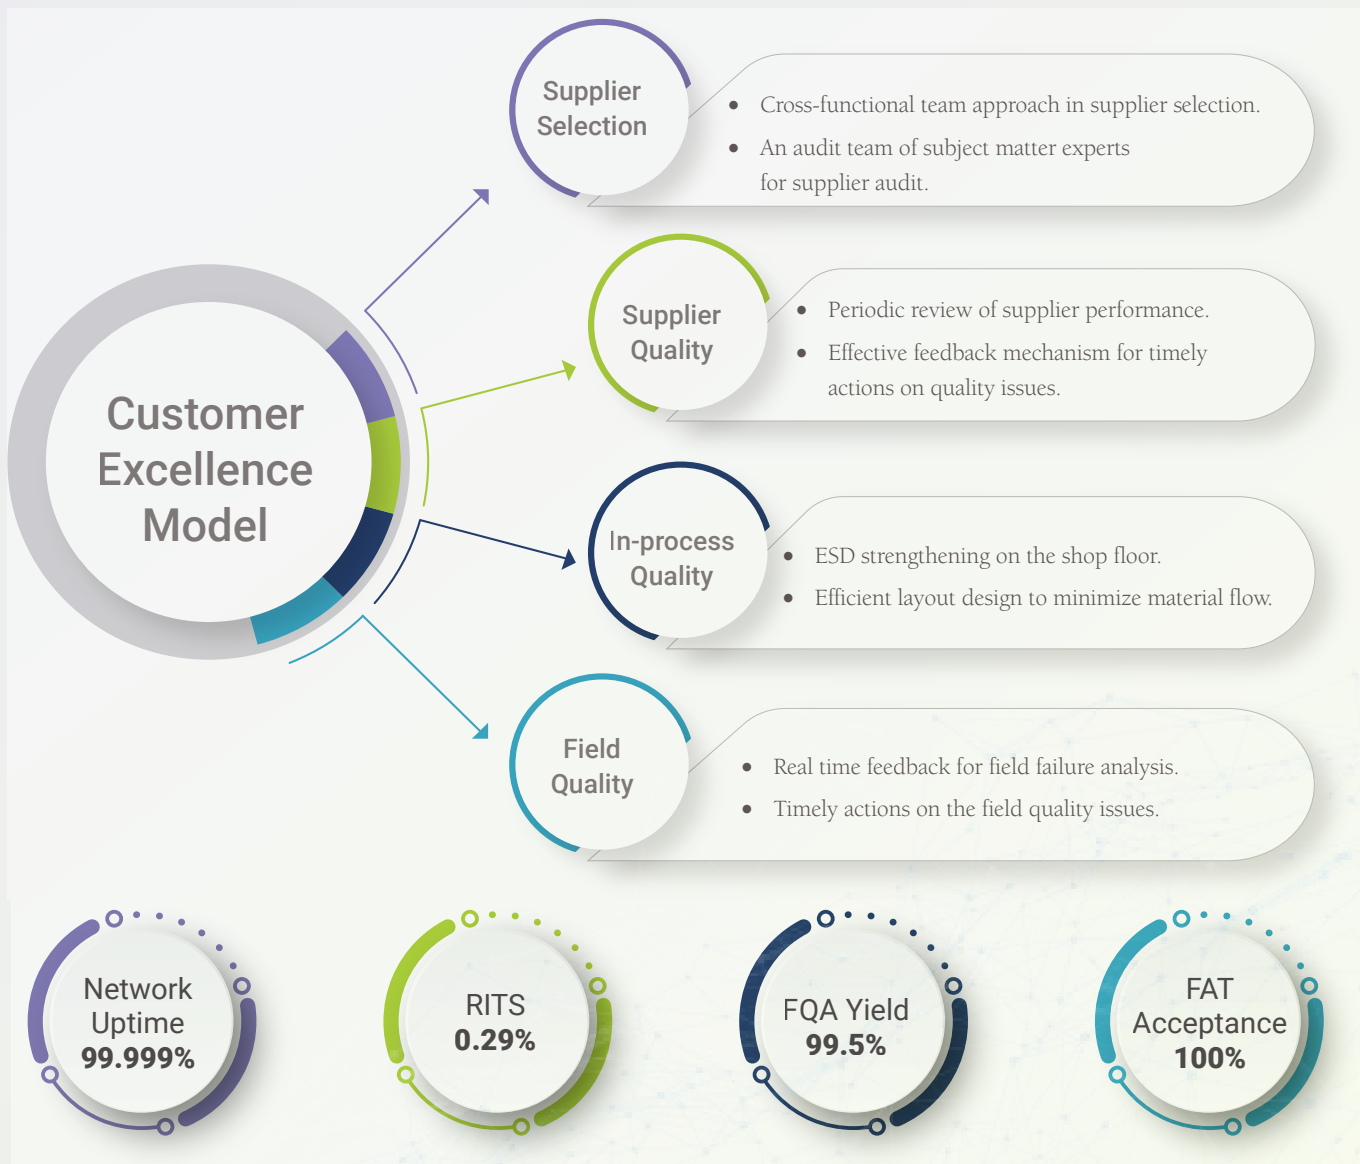 Supplier
Selection
• Cross-functional team approach in supplier selection.
• An audit team of subject matter experts
for supplier audit.
Supplier
Quality
• Periodic review of supplier performance.
• Effective feedback mechanism for timely
actions on quality issues.
Customer
Excellence
Model
In-process
Quality
• ESD strengthening on the shop floor.
• Efficient layout design to minimize material flow.
Field
Quality
• Real time feedback for field failure analysis.
• Timely actions on the field quality issues.
Network
Uptime
99.999%
RITS
0.29%
FQA Yield
99.5%
FAT
Acceptance
100%